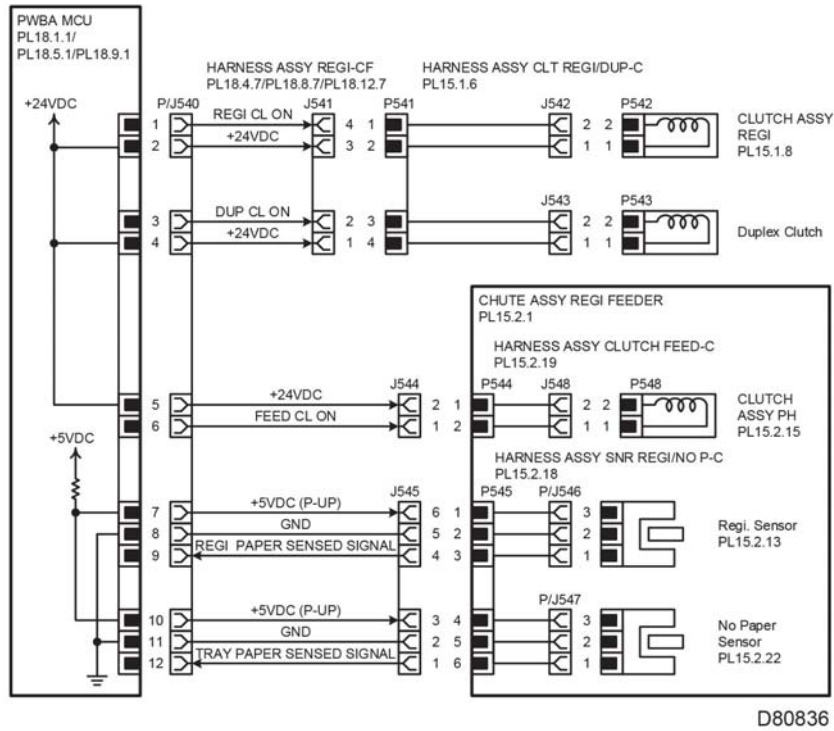 PWBA MCU
PL18.1.1/
PL18.5.1/PL18.9.1
HARNESS ASSY REGI-CF
PL18.4.7/PL18.8.7/PL18.12.7
HARNESS ASSY CLT REGI/DUP-C
PL15.1.6
+24VDC
P/J540 J541 P541 J542 P542
1 REGI CL ON 4 1 2 2
2 +24VDC 3 2 1 1
CLUTCH ASSY
REGI
PL15.1.8
J543 P543
3 DUP CL ON 2 3 2 2
4 +24VDC 1 4 1 1
Duplex Clutch
CHUTE ASSY REGI FEEDER
PL15.2.1
HARNESS ASSY CLUTCH FEED-C
PL15.2.19
J544 P544 J548 P548
5 +24VDC 2 1 2 2
6 FEED CL ON 1 2 1 1
CLUTCH
ASSY PH
PL15.2.15
+5VDC
HARNESS ASSY SNR REGI/NO P-C
PL15.2.18
J545 P545 P/J546
7 +5VDC (P-UP) 6 1 3
8 GND 5 2 2
9 REGI PAPER SENSED SIGNAL 4 3 1
Regi. Sensor
PL15.2.13
P/J547
10 +5VDC (P-UP) 3 4 3
11 GND 2 5 2
12 TRAY PAPER SENSED SIGNAL 1 6 1
No Paper
Sensor
PL15.2.22
D80836